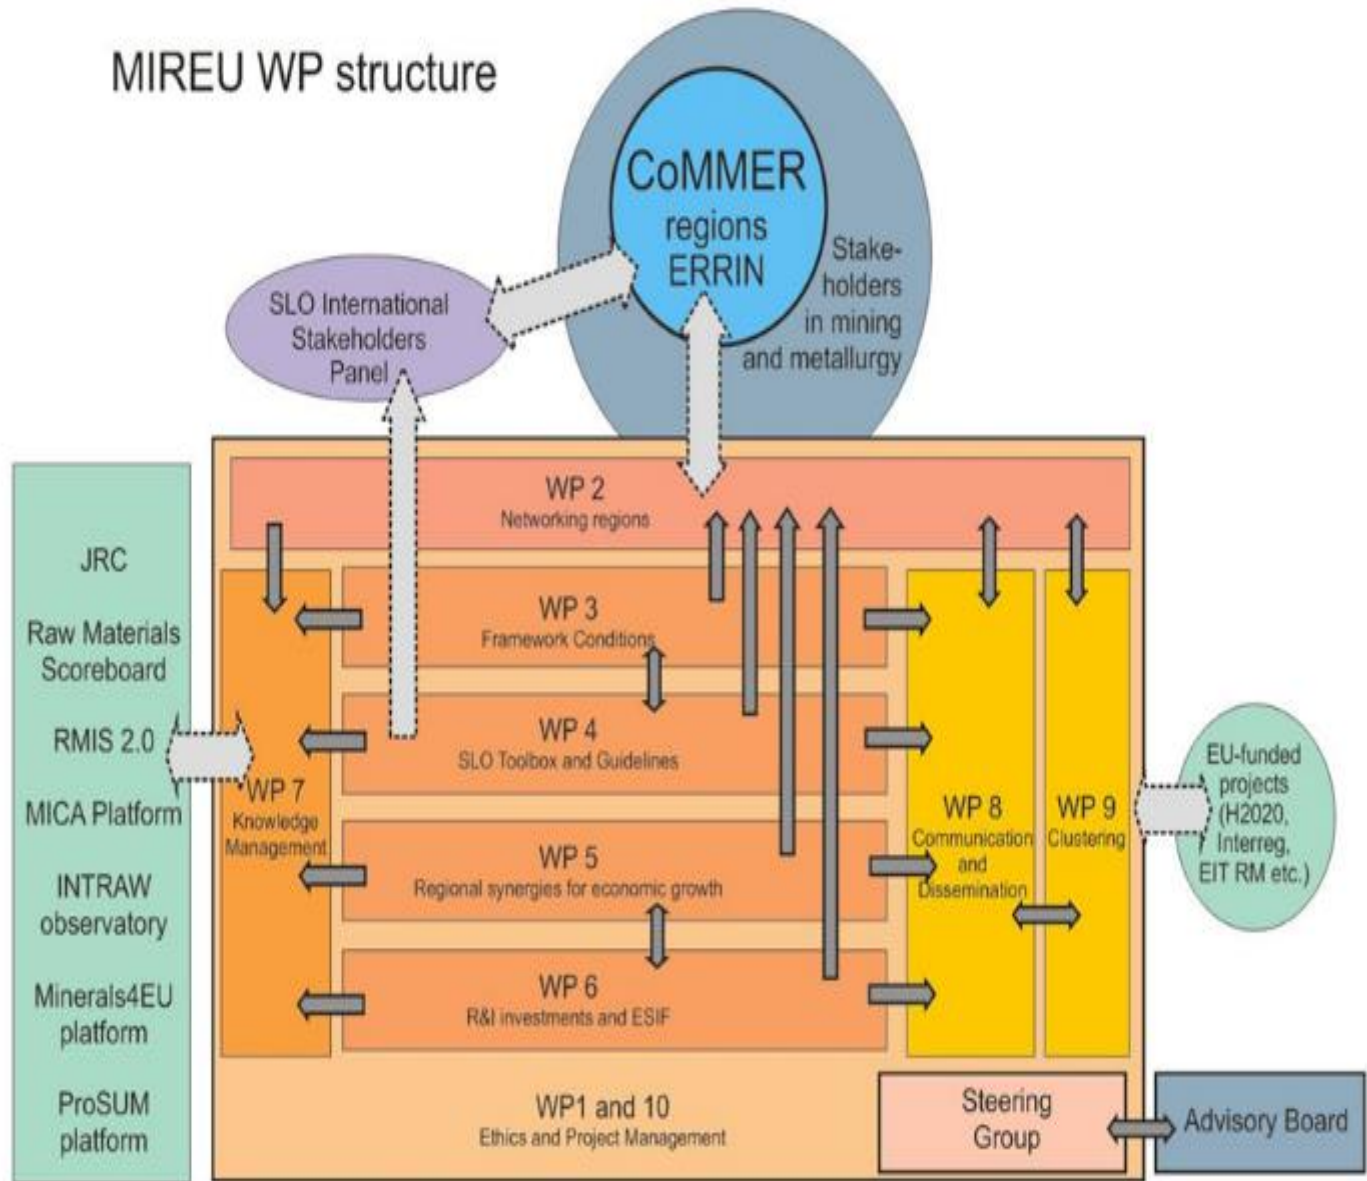 MIREU WP structure
CoMMER
regions
ERRIN
Stake-
holders
in mining
and metallurgy
SLO International
Stakeholders
Panel
JRC
Raw Materials
Scoreboard
RMIS 2.0
MICA Platform
INTRAW
observatory
Minerals4EU
platform
ProSUM
platform
WP 2
Networking regions
WP 3
Framework Conditions
WP 4
SLO Toolbox and Guidelines
WP 5
Regional synergies for economic growth
WP 6
R&I investments and ESIF
WP 7
Knowledge
Management
WP 8
Communication
and
Dissemination
WP 9
Clustering
EU-funded
projects
(H2020,
Interreg,
EIT RM etc.)
WP1 and 10
Ethics and Project Management
Steering
Group
Advisory Board